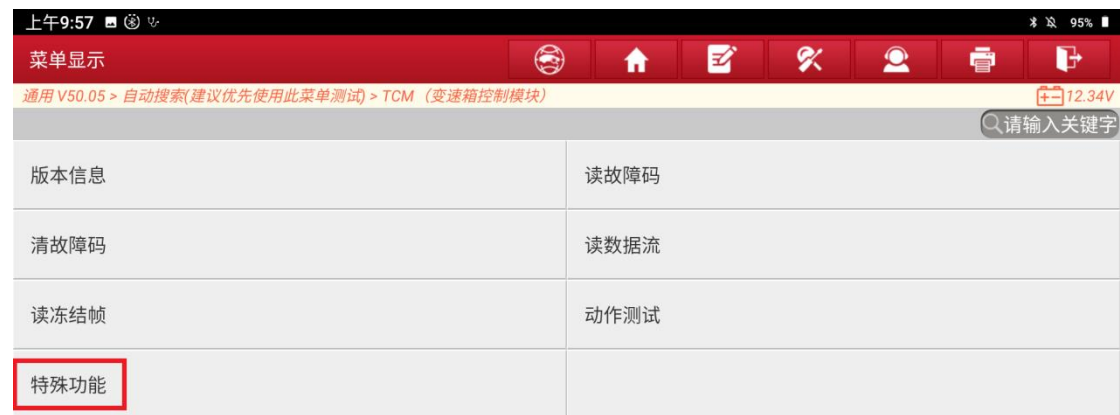 上午9:57 95%
菜单显示
通用 V50.05 > 自动搜索(建议优先使用此菜单测试) > TCM（变速箱控制模块） 12.34V
请输入关键字
版本信息 读故障码
清故障码 读数据流
读冻结帧 动作测试
特殊功能